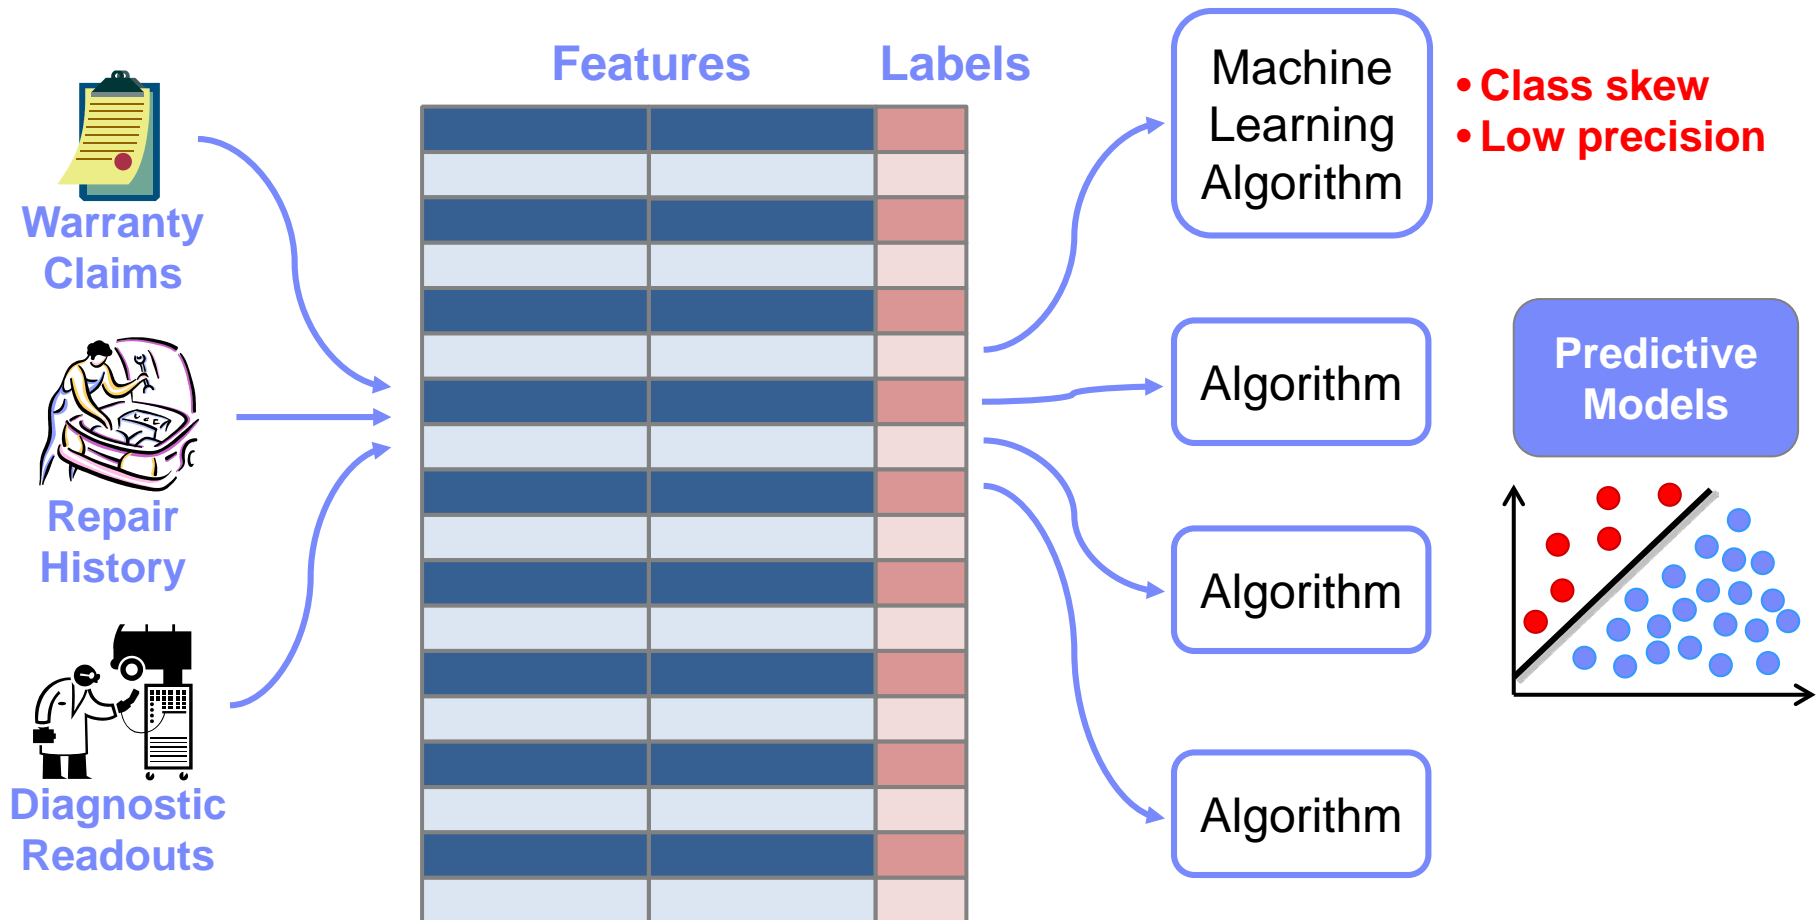 Features
Labels
Warranty
Claims
Repair
History
Diagnostic
Readouts
Machine
Learning
Algorithm
• Class skew
• Low precision
Algorithm
Algorithm
Algorithm
Predictive
Models